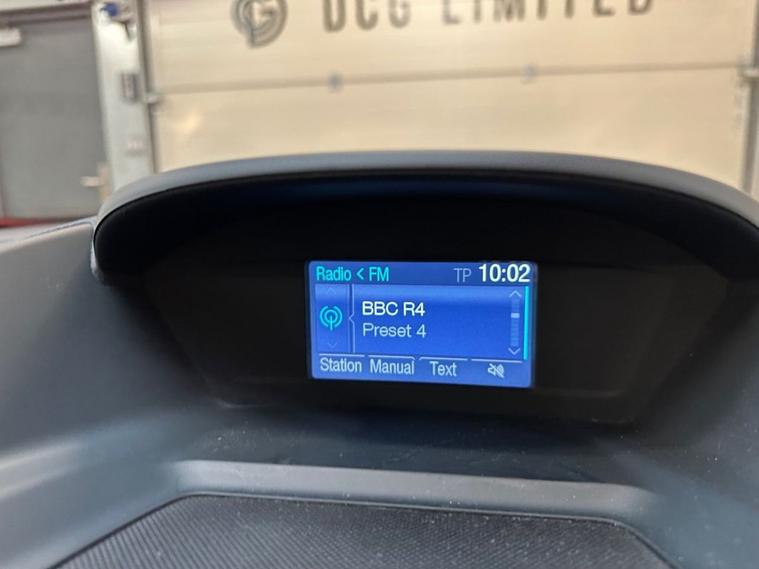 DCG LIMITED
Radio < FM TP 10:02
BBC R4
Preset 4
Station Manual Text